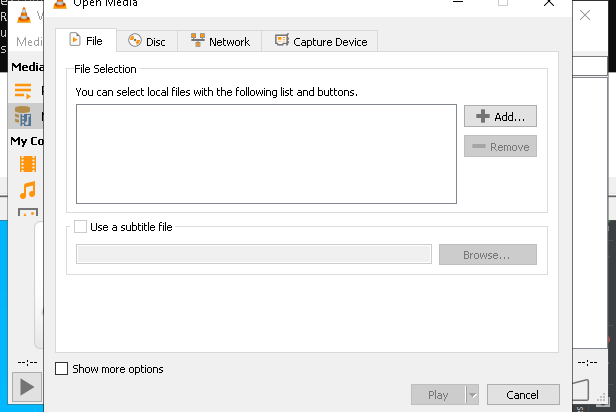 Open Media
File
Disc
Network
Capture Device
File Selection
You can select local files with the following list and buttons.
Add...
Remove
Use a subtitle file
Browse...
Show more options
Play
Cancel
Medi
Media
My Co
--:--
--:--